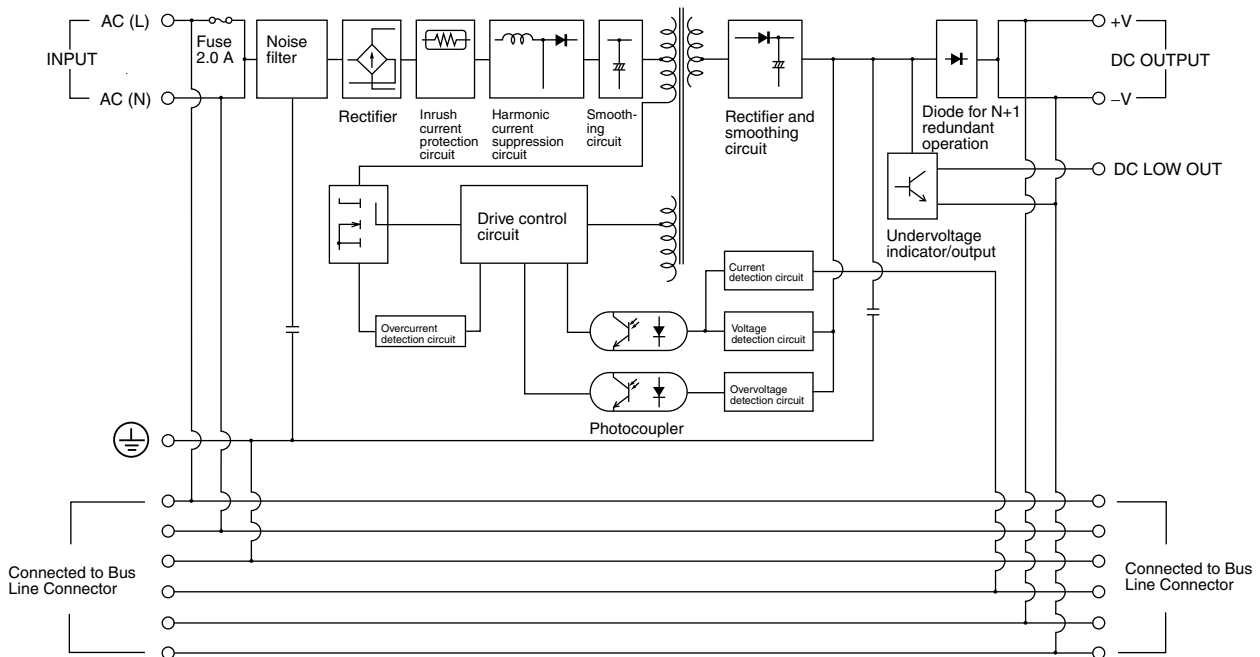 AC (L)
Fuse
2.0 A
Noise
filter
INPUT
AC (N)
Rectifier
Inrush
current
protection
circuit
Harmonic
current
suppression
circuit
Smooth-
ing
circuit
Rectifier and
smoothing
circuit
Diode for N+1
redundant
operation
+V
DC OUTPUT
–V
DC LOW OUT
Drive control
circuit
Undervoltage
indicator/output
Current
detection circuit
Overcurrent
detection circuit
Voltage
detection circuit
Overvoltage
detection circuit
Photocoupler
Connected to Bus
Line Connector
Connected to Bus
Line Connector